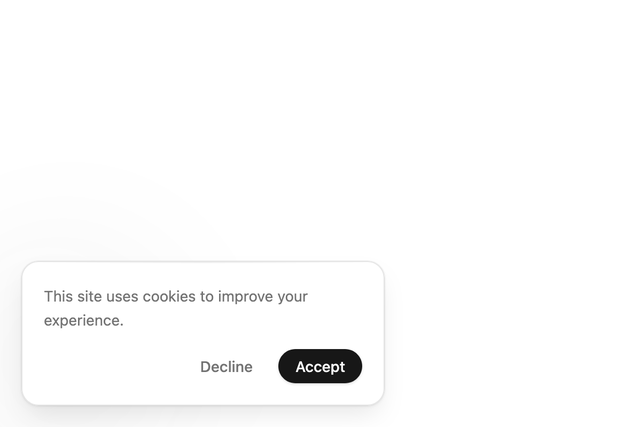 This site uses cookies to improve your
experience.
Decline
Accept